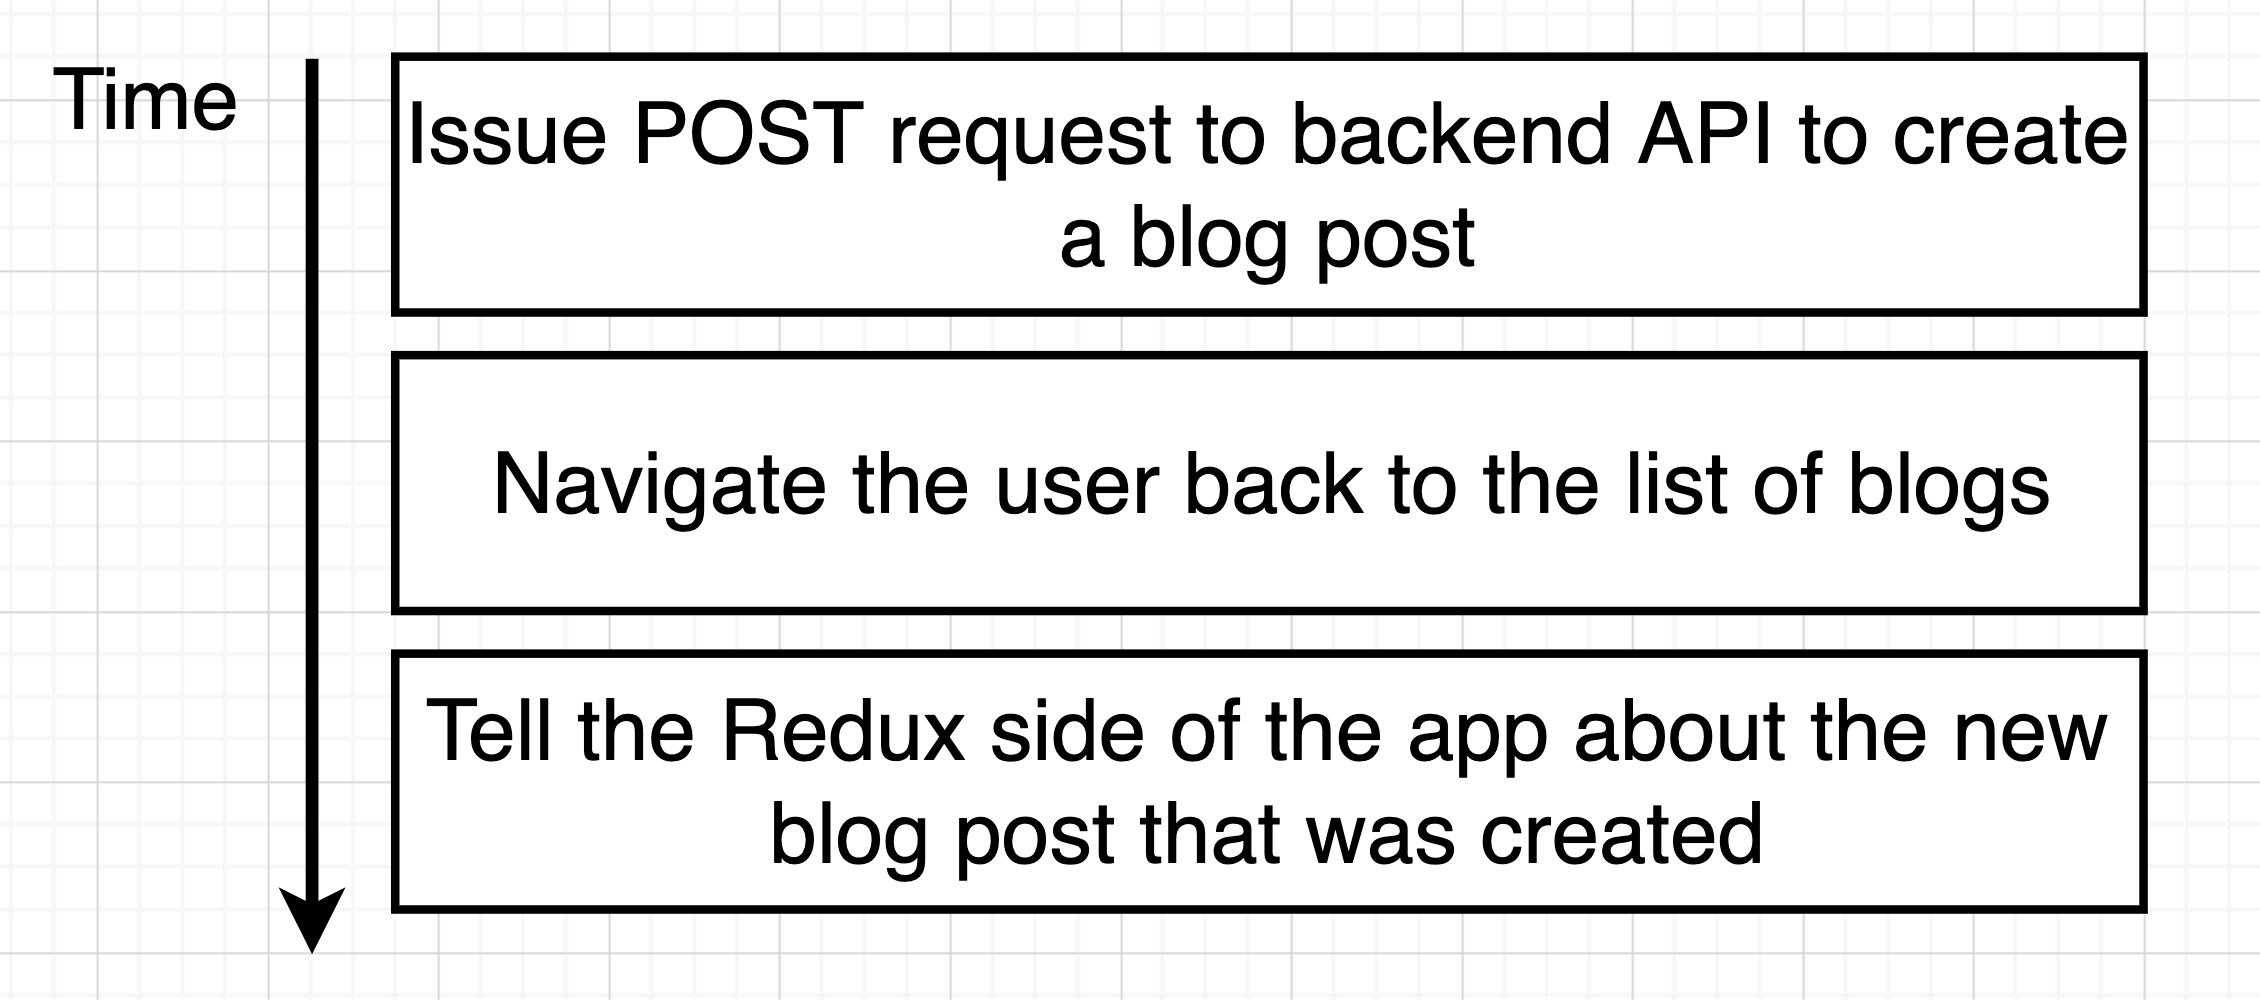 Time
Issue POST request to backend API to create
a blog post
Navigate the user back to the list of blogs
Tell the Redux side of the app about the new
blog post that was created